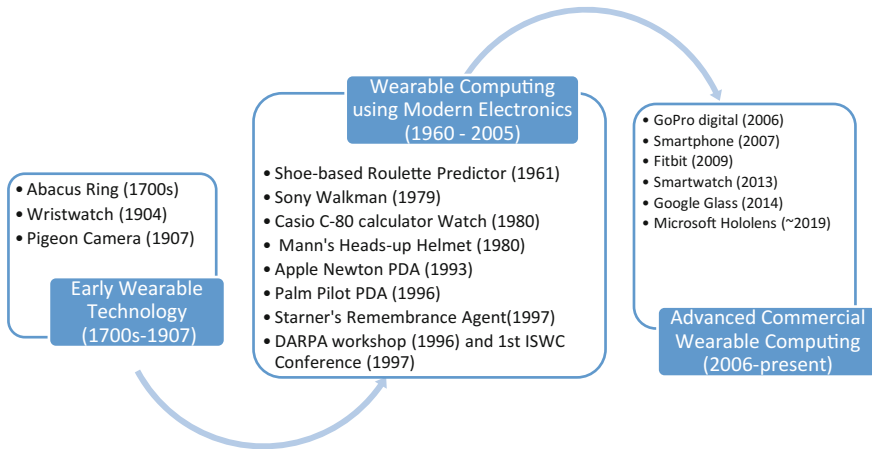 • Abacus Ring (1700s)
• Wristwatch (1904)
• Pigeon Camera (1907)
Early Wearable
Technology
(1700s-1907)
Wearable Computing
using Modern Electronics
(1960 - 2005)
• Shoe-based Roulette Predictor (1961)
• Sony Walkman (1979)
• Casio C-80 calculator Watch (1980)
• Mann's Heads-up Helmet (1980)
• Apple Newton PDA (1993)
• Palm Pilot PDA (1996)
• Starner's Remembrance Agent(1997)
• DARPA workshop (1996) and 1st ISWC
Conference (1997)
• GoPro digital (2006)
• Smartphone (2007)
• Fitbit (2009)
• Smartwatch (2013)
• Google Glass (2014)
• Microsoft Hololens (~2019)
Advanced Commercial
Wearable Computing
(2006-present)